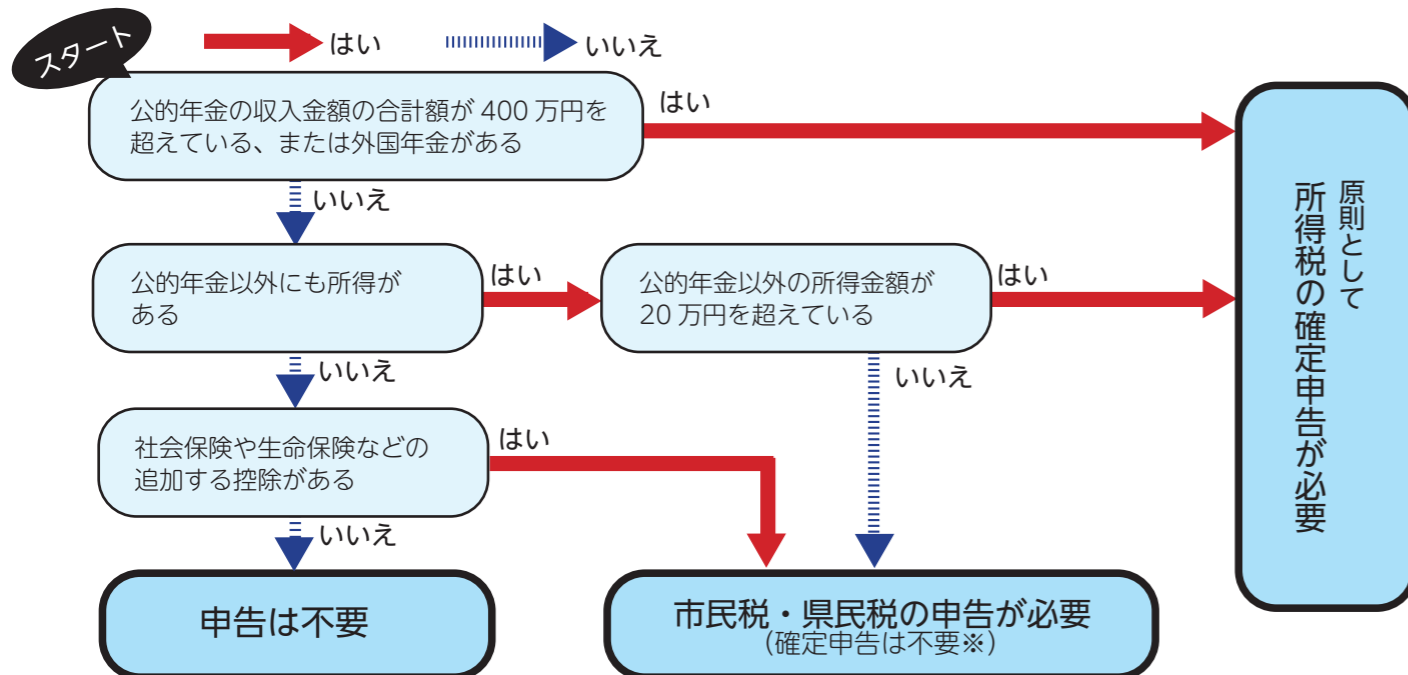 スタート
はい
いいえ
公的年金の収入金額の合計額が 400 万円を
超えている、または外国年金がある
はい
いいえ
公的年金以外にも所得が
ある
はい
公的年金以外の所得金額が
20 万円を超えている
はい
いいえ
いいえ
社会保険や生命保険などの
追加する控除がある
はい
いいえ
申告は不要
市民税・県民税の申告が必要
（確定申告は不要※）
原則として
所得税の確定申告が必要